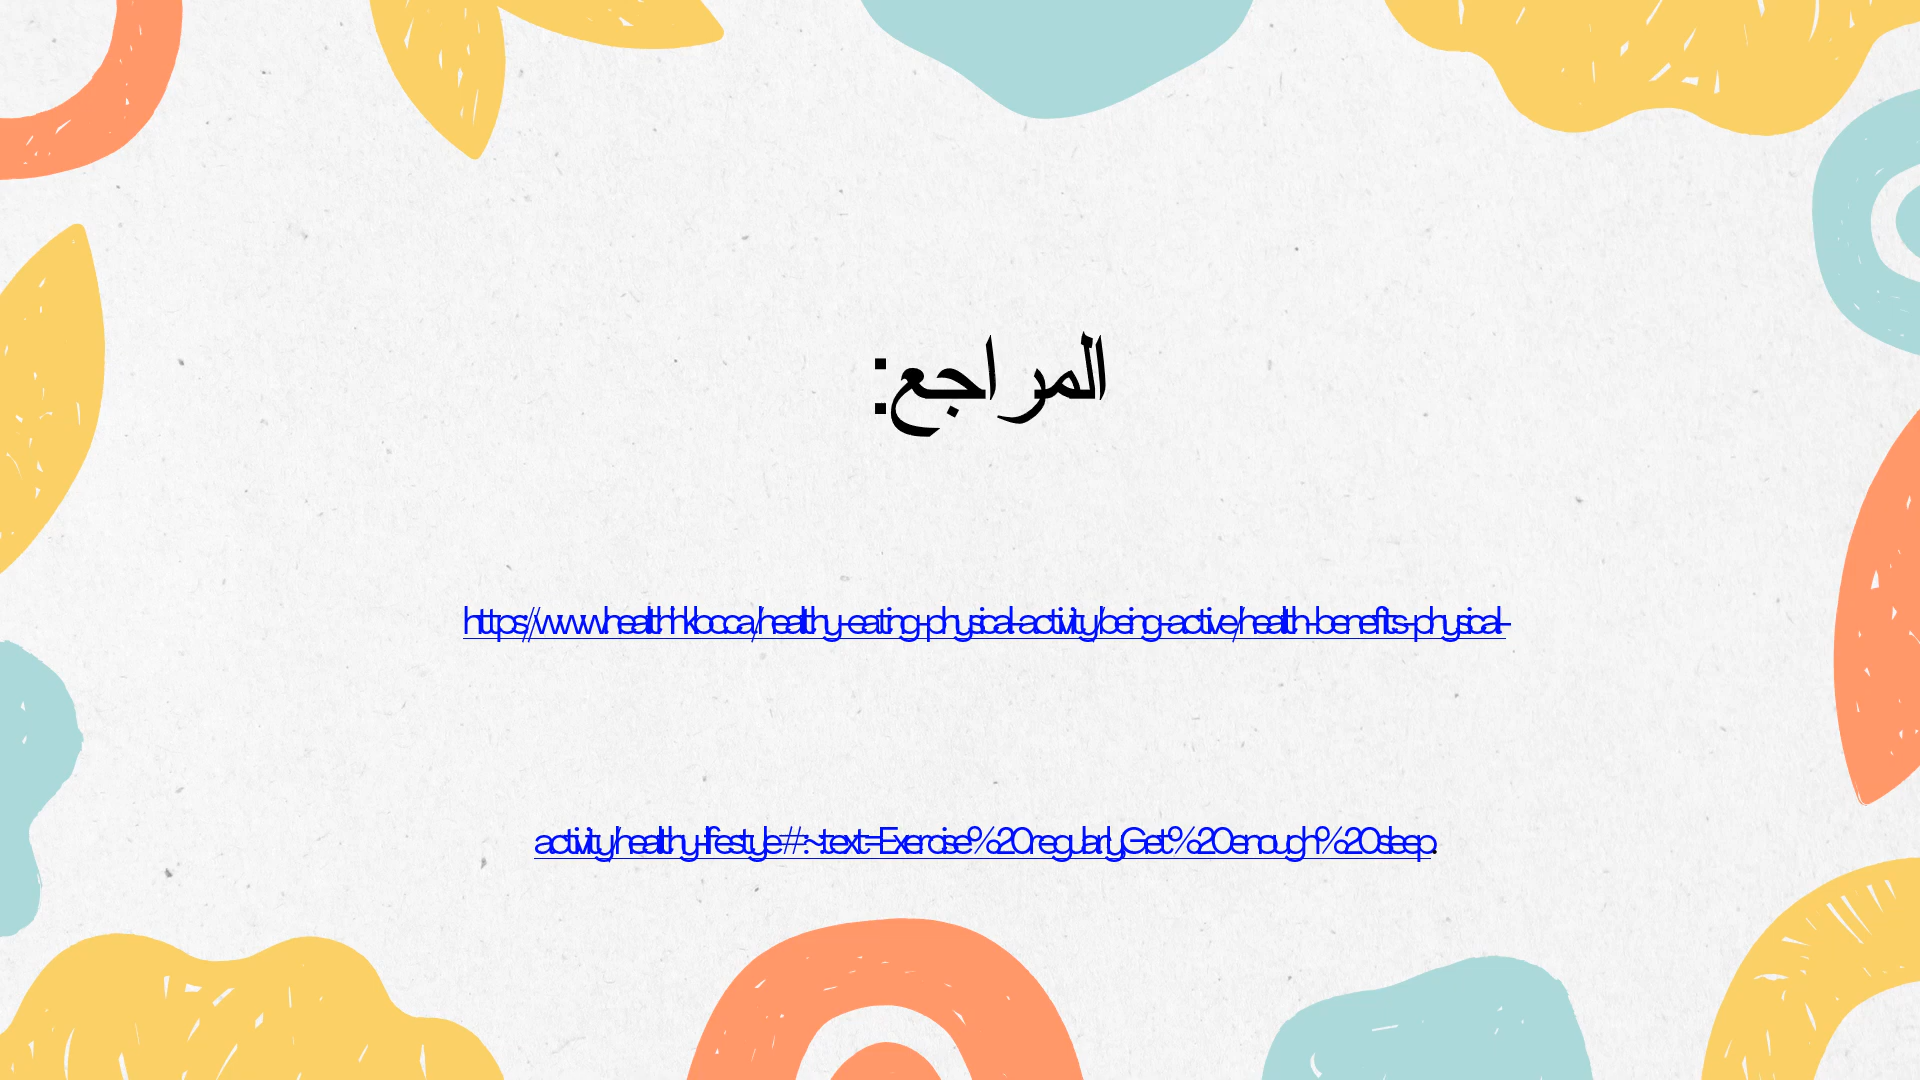 المراجع:
https://www.healthlinkbc.ca/healthy-eating-physical-activity/being-active/health-benefits-physical-
activity/healthy-lifestyle#:~:text=Exercise%20regularly,Get%20enough%20sleep.